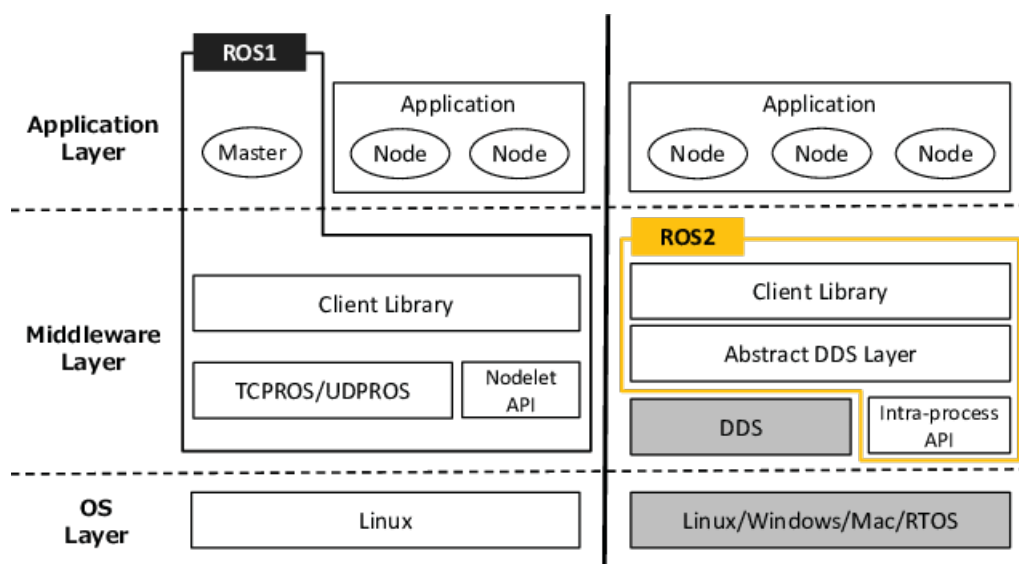 ROS1
Application
Layer
Master
Application
Node
Node
Application
Node
Node
Node
ROS2
Middleware
Layer
Client Library
TCPROS/UDPROS
Nodelet
API
Client Library
Abstract DDS Layer
DDS
Intra-process
API
OS
Layer
Linux
Linux/Windows/Mac/RTOS